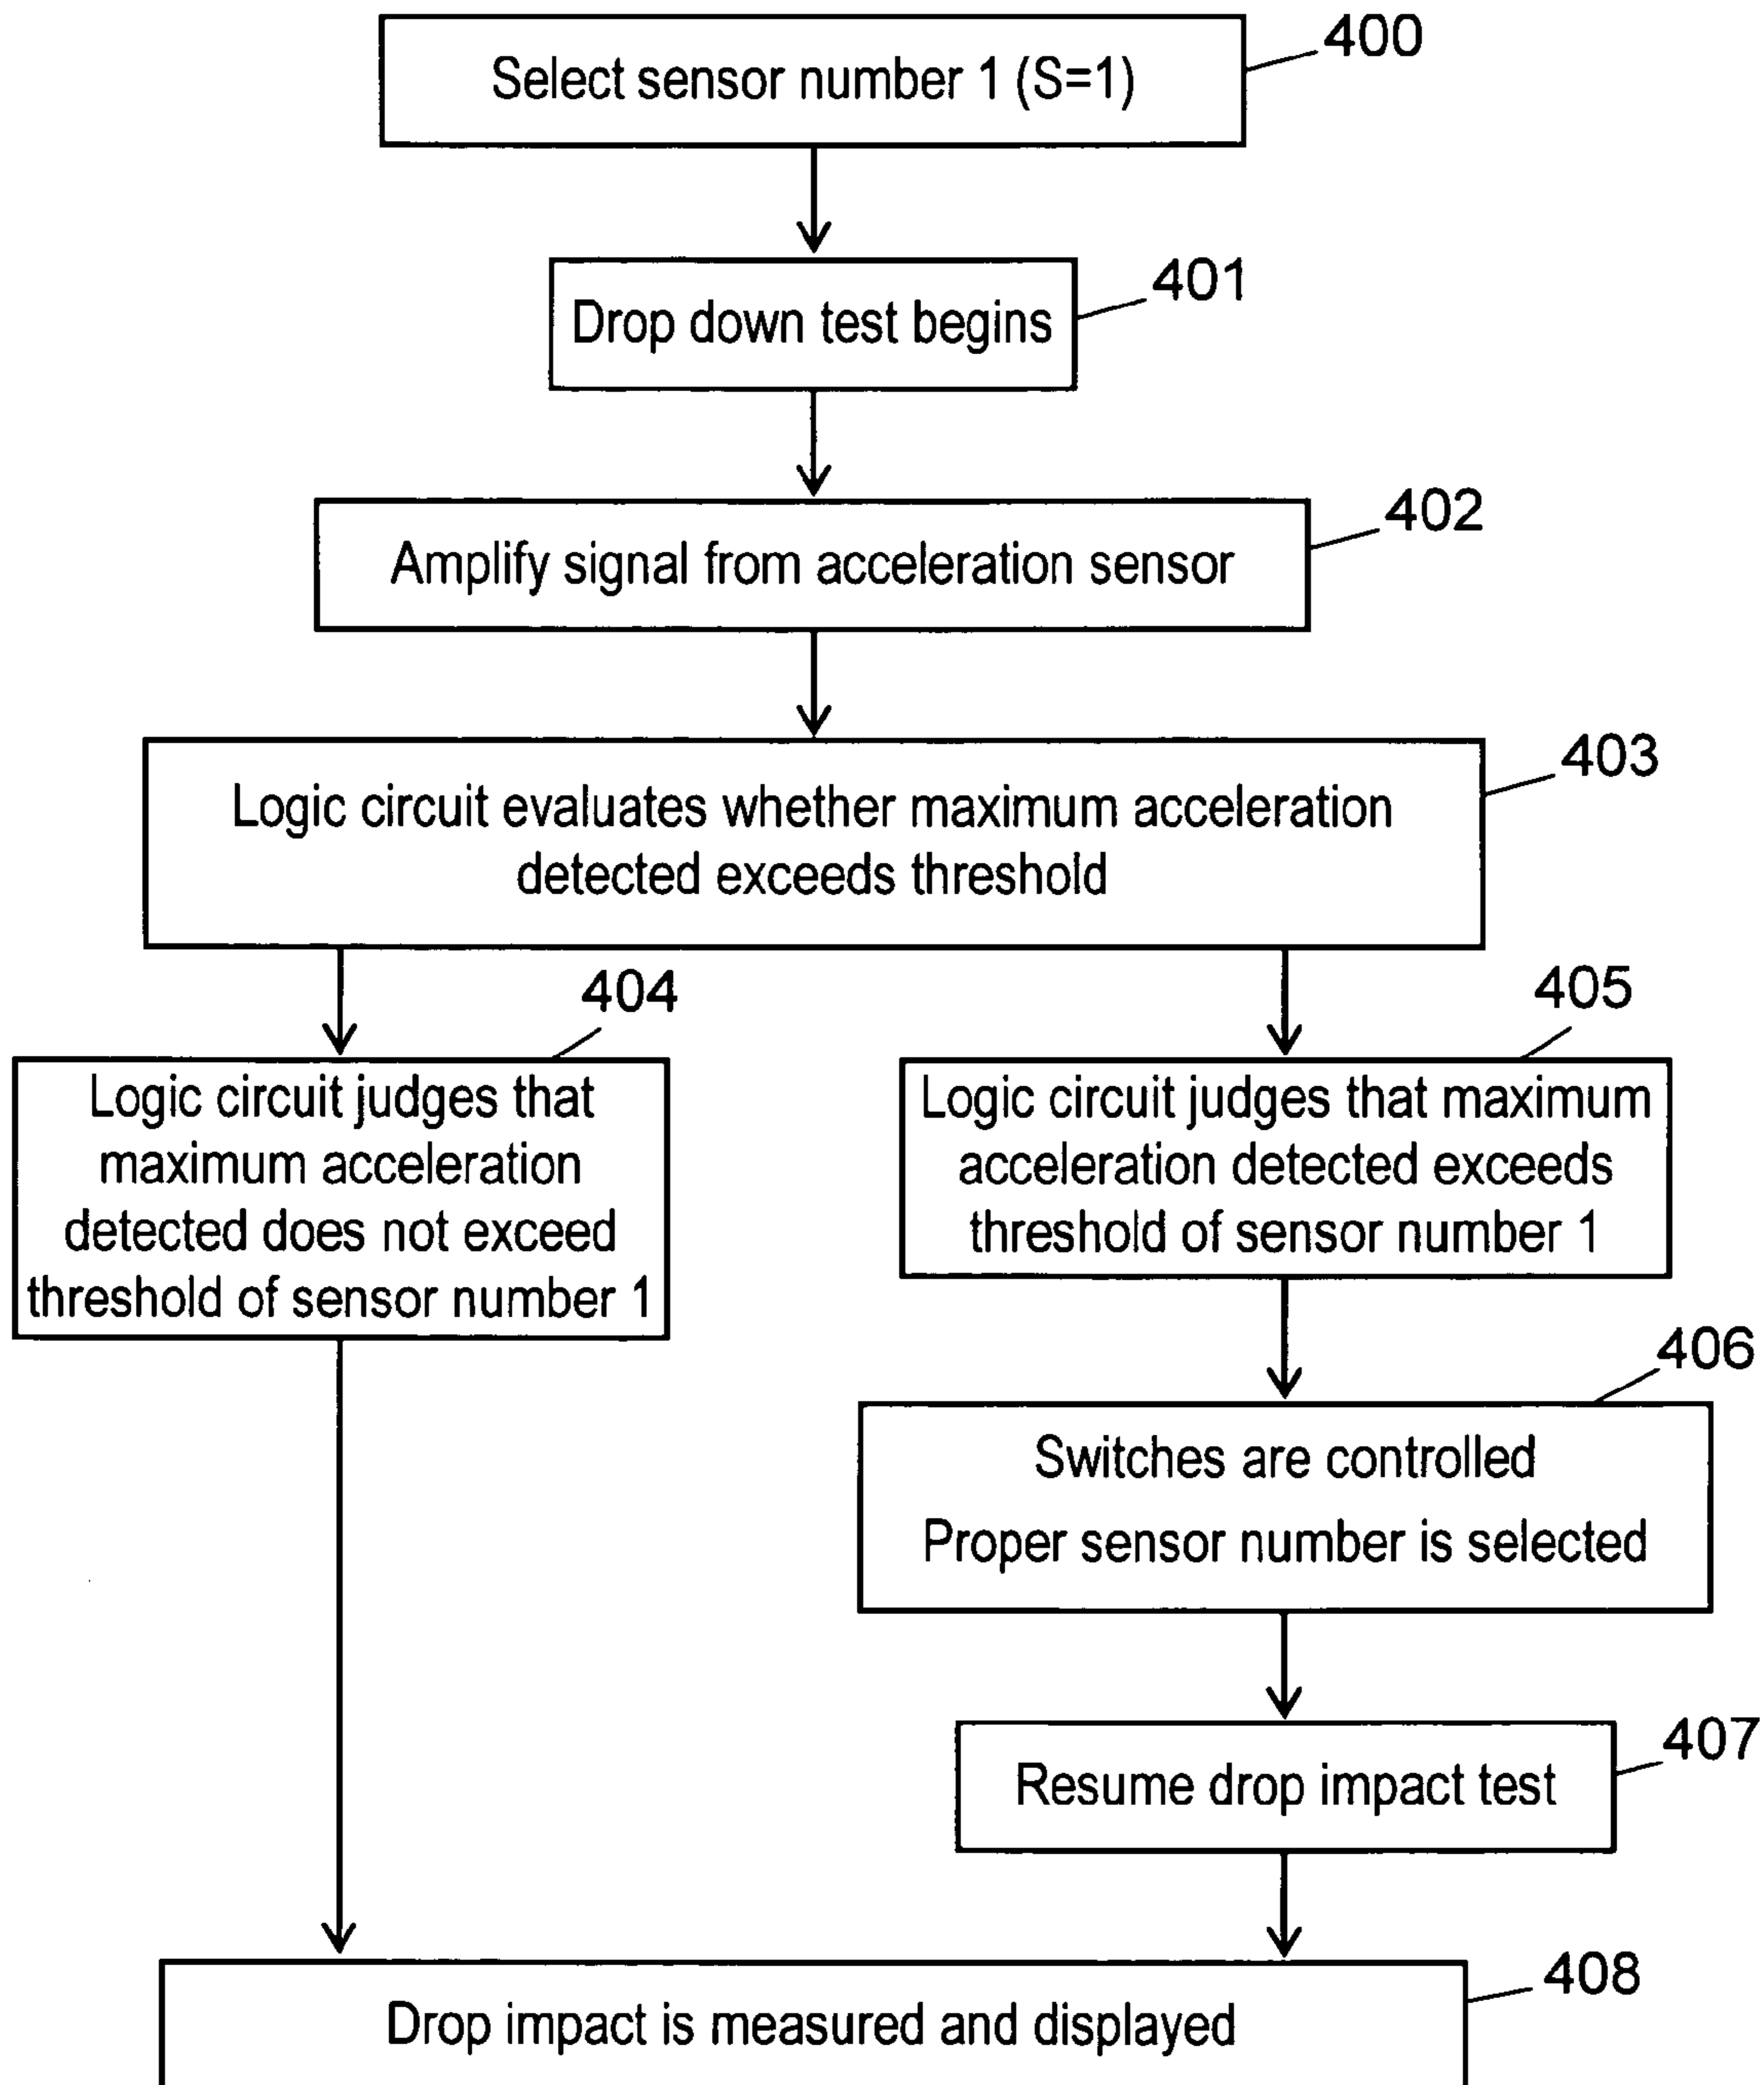 400
Select sensor number 1 (S=1)
401
Drop down test begins
402
Amplify signal from acceleration sensor
403
Logic circuit evaluates whether maximum acceleration
detected exceeds threshold
404
Logic circuit judges that
maximum acceleration
detected does not exceed
threshold of sensor number 1
405
Logic circuit judges that maximum
acceleration detected exceeds
threshold of sensor number 1
406
Switches are controlled
Proper sensor number is selected
407
Resume drop impact test
408
Drop impact is measured and displayed